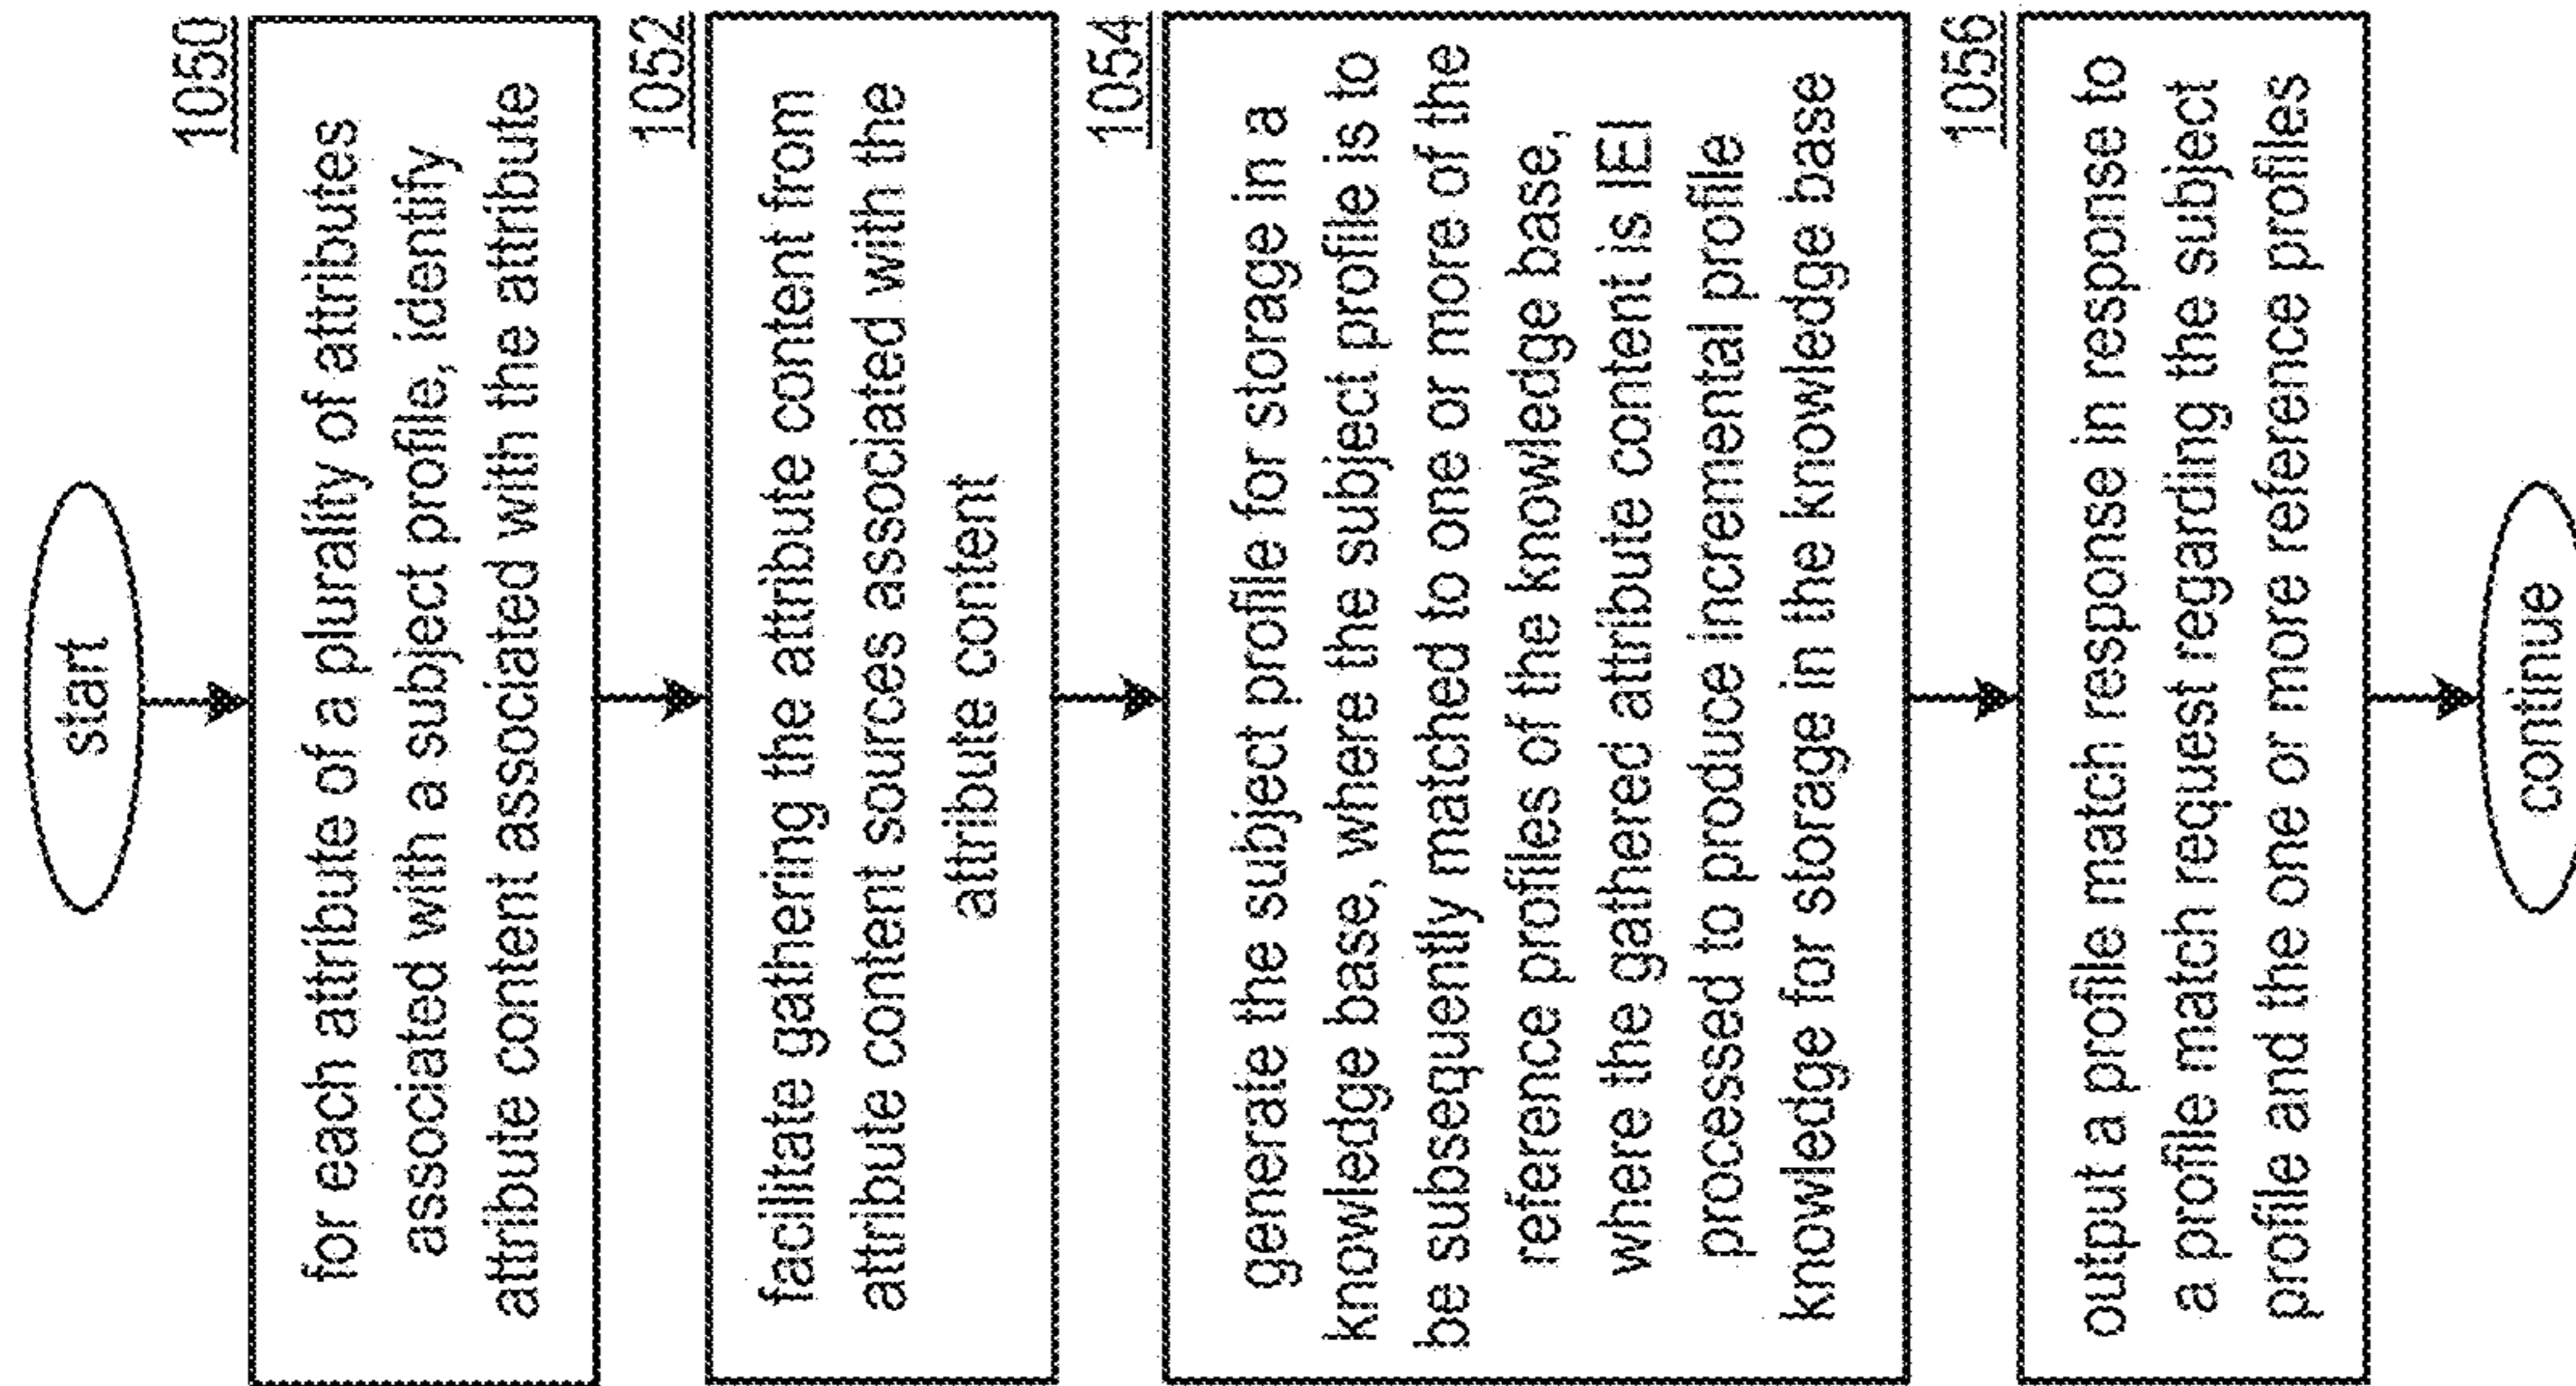 start
1050
for each attribute of a plurality of attributes
associated with a subject profile, identify
attribute content associated with the attribute
1052
facilitate gathering the attribute content from
attribute content sources associated with the
attribute content
1054
generate the subject profile for storage in a
knowledge base, where the subject profile is to
be subsequently matched to one or more of the
reference profiles of the knowledge base,
where the gathered attribute content is IEI
processed to produce incremental profile
knowledge for storage in the knowledge base
1056
output a profile match response in response to
a profile match request regarding the subject
profile and the one or more reference profiles
continue